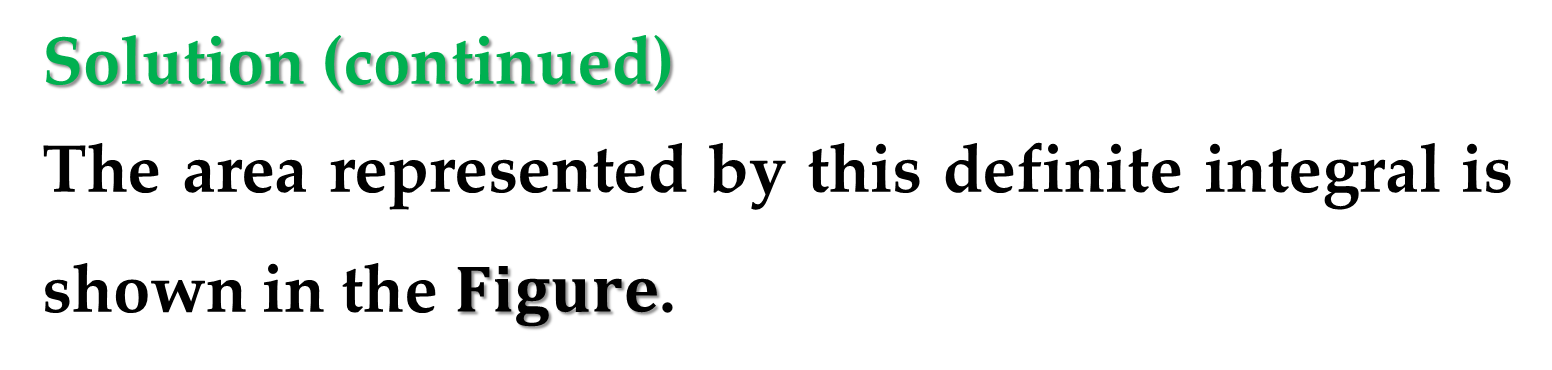 Solution (continued)
The area represented by this definite integral is
shown in the Figure.